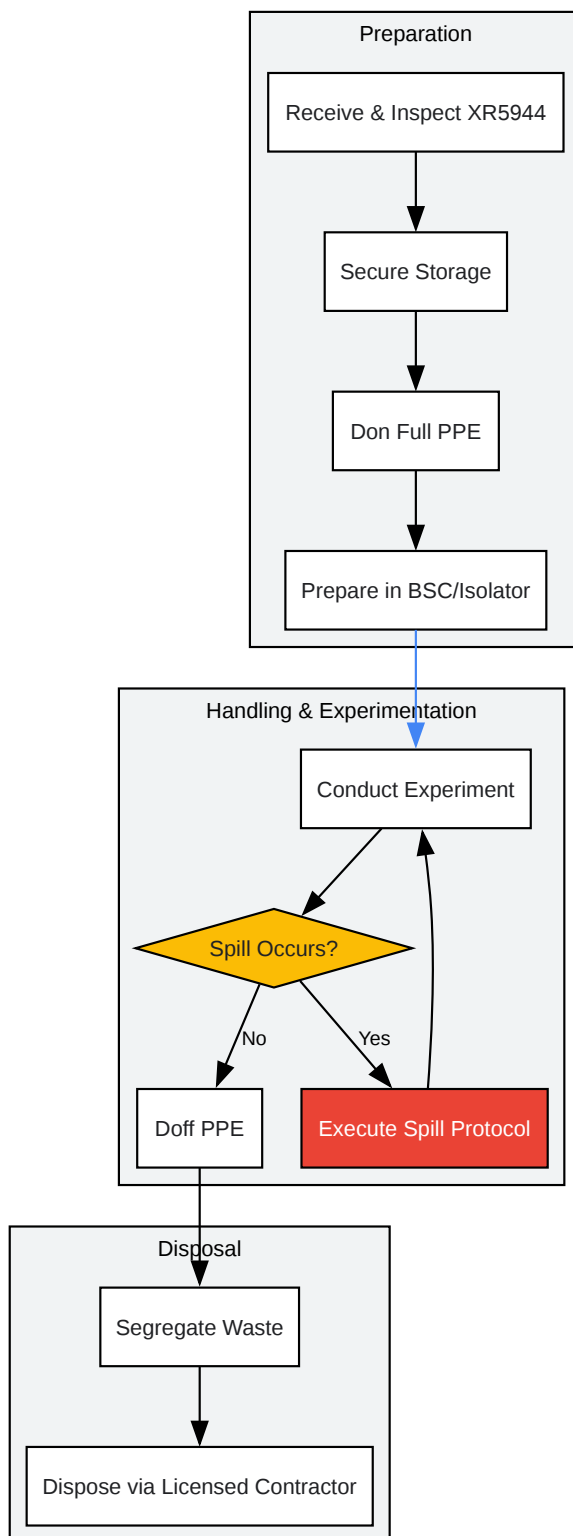 Preparation
Receive & Inspect XR5944
Secure Storage
Don Full PPE
Prepare in BSC/Isolator
Handling & Experimentation
Conduct Experiment
Spill Occurs?
No
Yes
Doff PPE
Execute Spill Protocol
Disposal
Segregate Waste
Dispose via Licensed Contractor